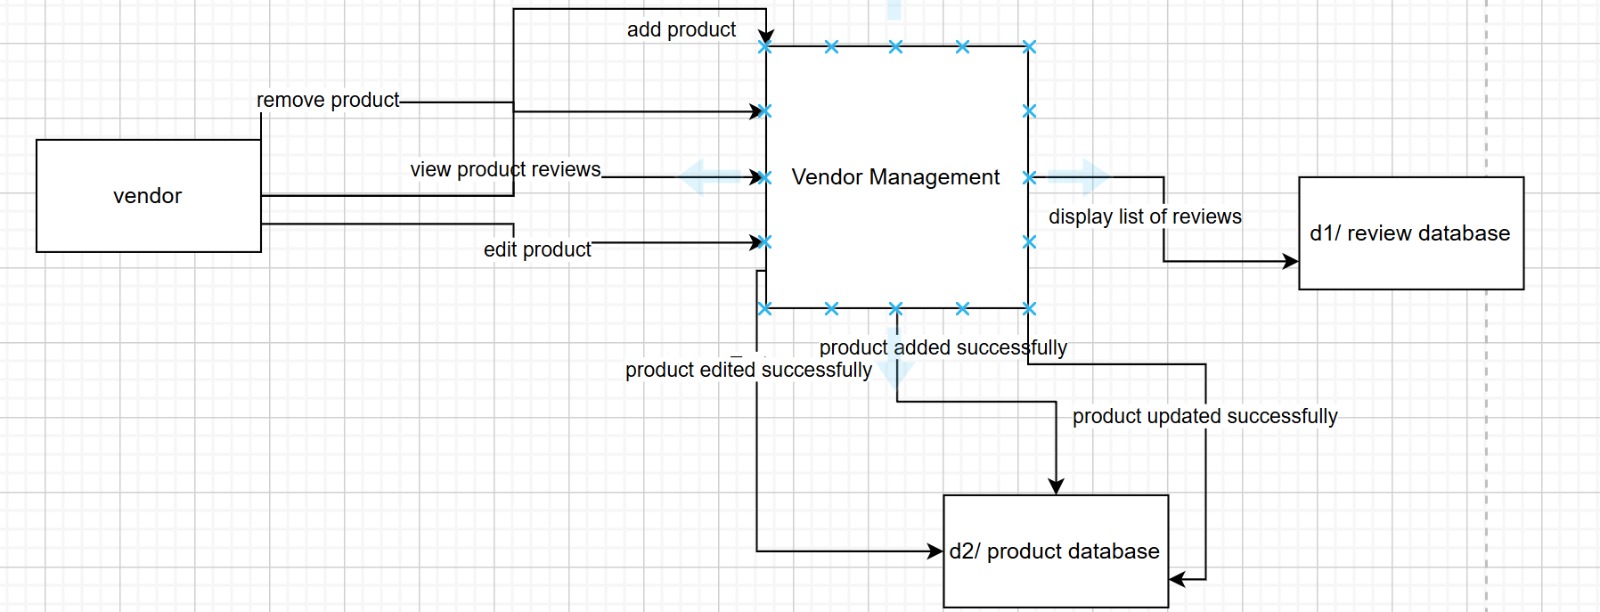 add product
remove product
view product reviews
vendor
Vendor Management
edit product
display list of reviews
d1/ review database
product added successfully
product edited successfully
product updated successfully
d2/ product database